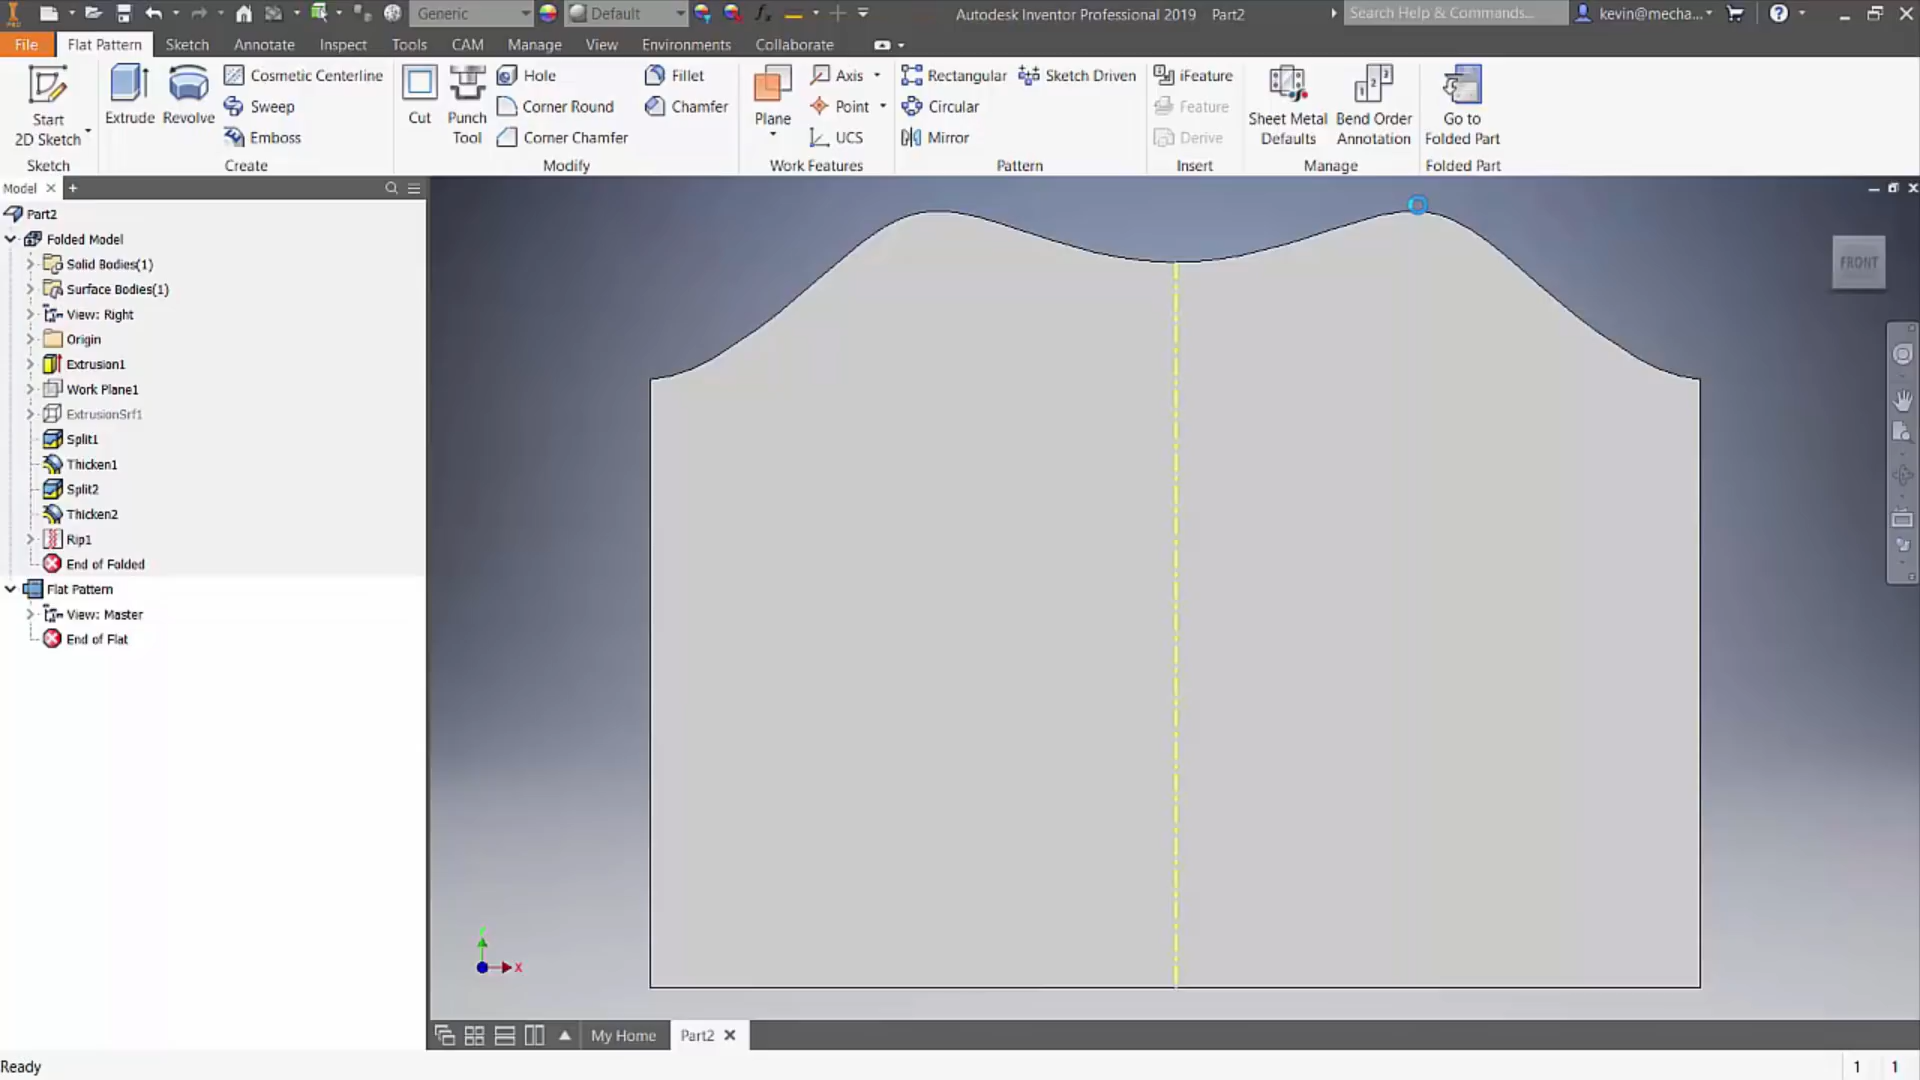 PRO
Generic
Default
fx
Autodesk Inventor Professional 2019 Part2
Search Help & Commands...
kevin@mecha...
File
Flat Pattern
Sketch
Annotate
Inspect
Tools
CAM
Manage
View
Environments
Collaborate
Start
2D Sketch
Sketch
Extrude
Revolve
Cosmetic Centerline
Sweep
Emboss
Create
Cut
Punch
Tool
Hole
Corner Round
Corner Chamfer
Fillet
Chamfer
Modify
Plane
Axis
Point
UCS
Work Features
Rectangular
Circular
Mirror
Sketch Driven
Pattern
iFeature
Feature
Derive
Insert
Sheet Metal
Defaults
Bend Order
Annotation
Manage
Go to
Folded Part
Folded Part
Model
Part2
Folded Model
Solid Bodies(1)
Surface Bodies(1)
View: Right
Origin
Extrusion1
Work Plane1
ExtrusionSrf1
Split1
Thicken1
Split2
Thicken2
Rip1
End of Folded
Flat Pattern
View: Master
End of Flat
FRONT
X
My Home
Part2
Ready
1 1